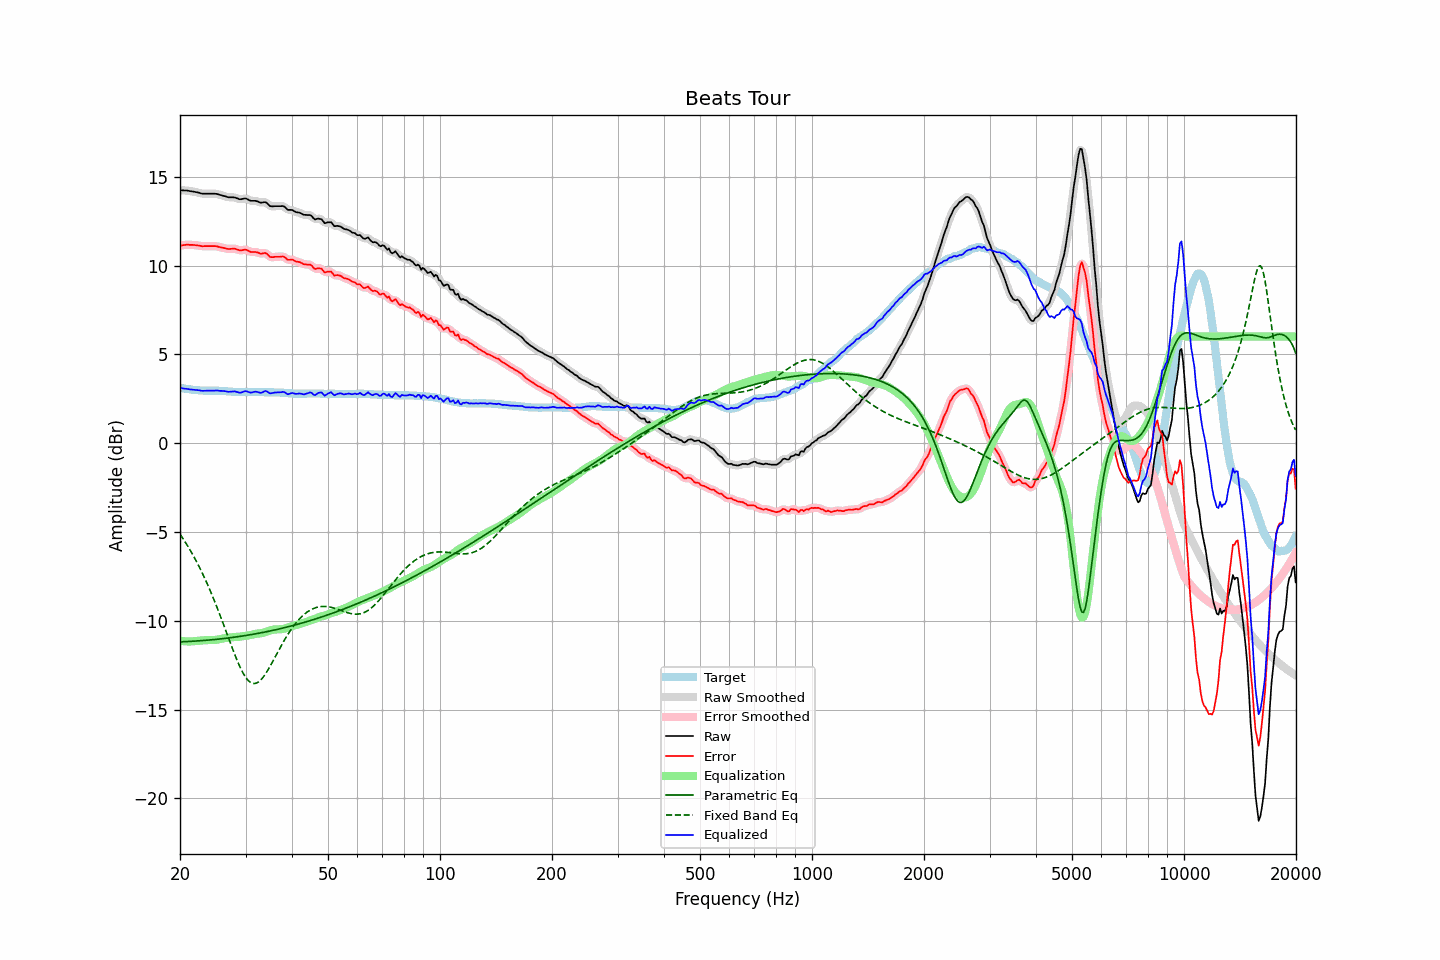 Beats Tour
Amplitude (dBr)
15
10
5
0
−5
−10
−15
−20
Target
Raw Smoothed
Error Smoothed
Raw
Error
Equalization
Parametric Eq
Fixed Band Eq
Equalized
20
50
100
200
500
1000
2000
5000
10000
20000
Frequency (Hz)